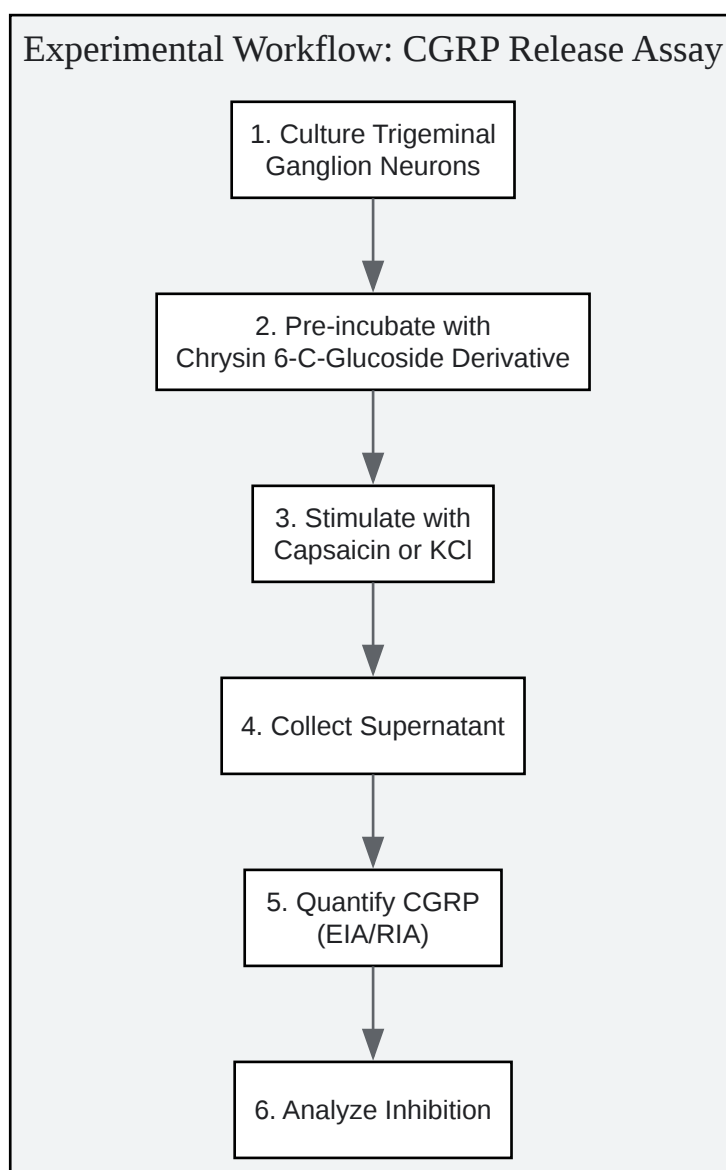 Experimental Workflow: CGRP Release Assay
1. Culture Trigeminal
Ganglion Neurons
2. Pre-incubate with
Chrysin 6-C-Glucoside Derivative
3. Stimulate with
Capsaicin or KCl
4. Collect Supernatant
5. Quantify CGRP
(EIA/RIA)
6. Analyze Inhibition